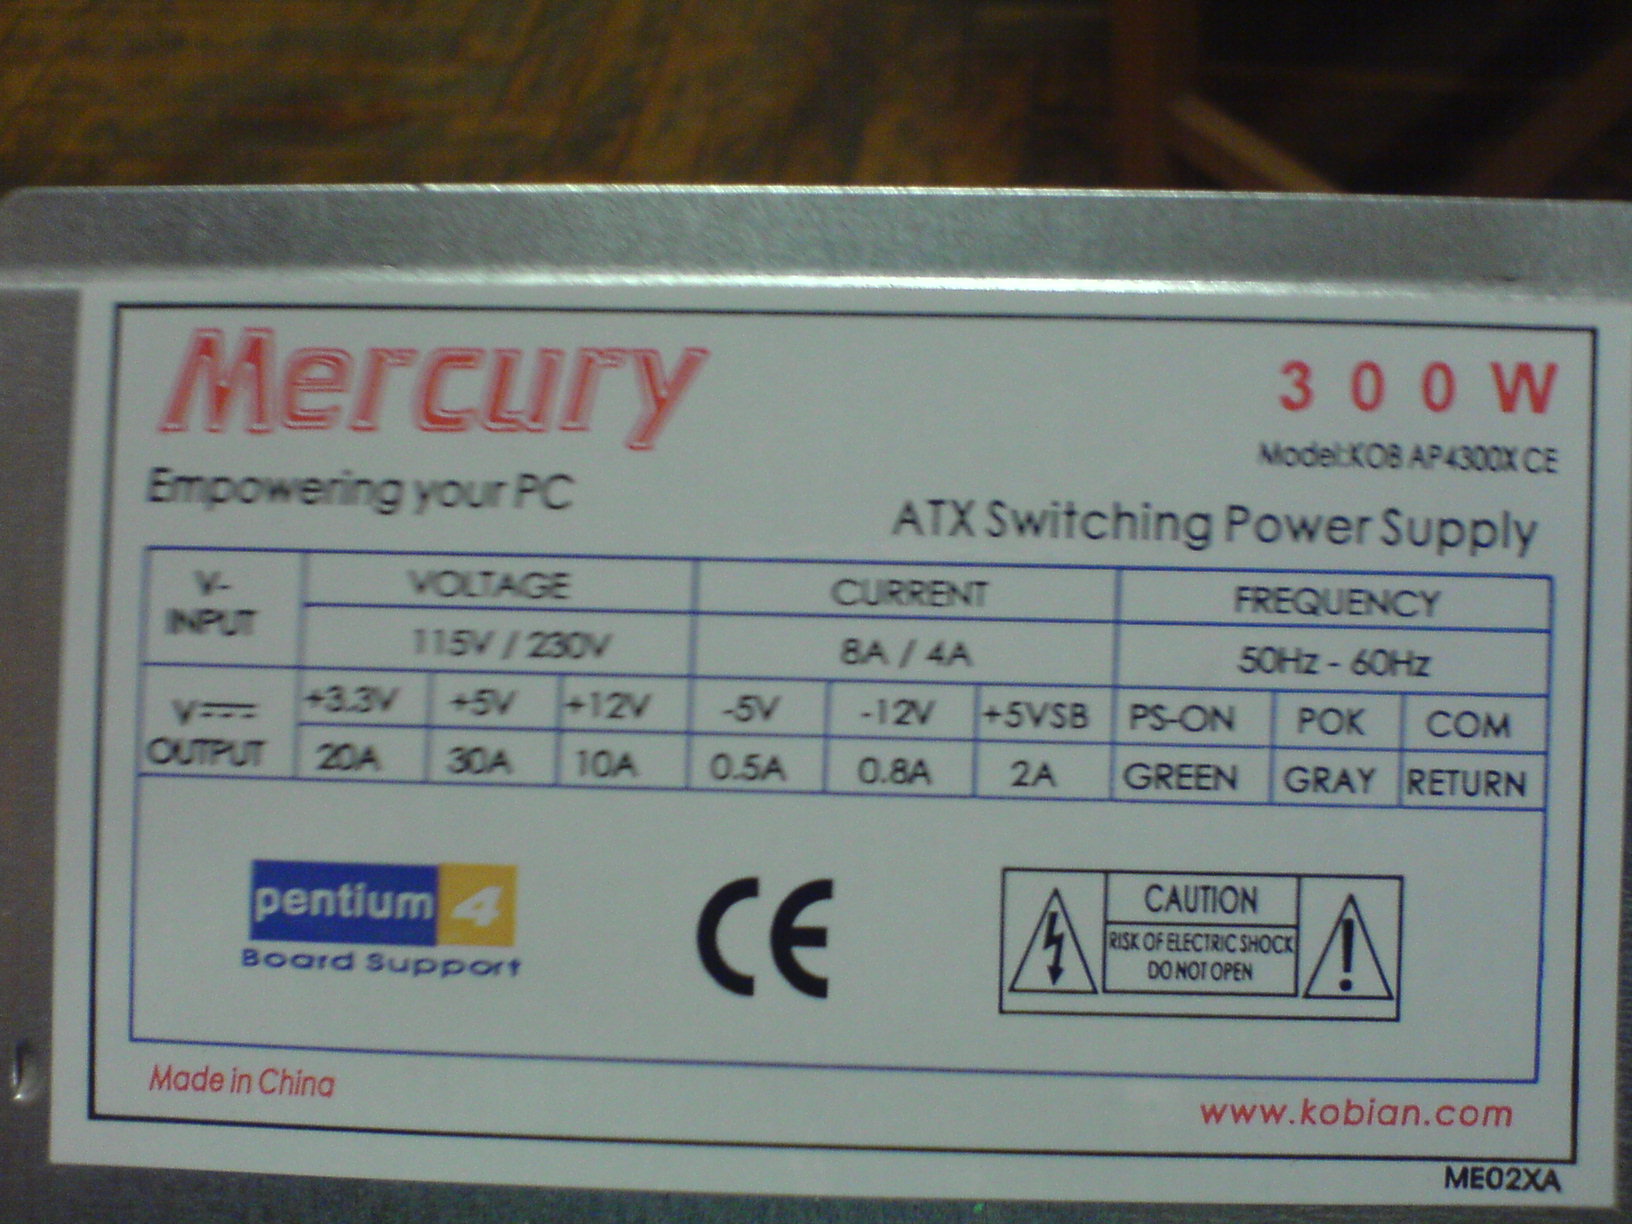 Mercury
300W
Model:KOB AP4300XCE
Empowering your PC
ATX Switching Power Supply
V-INPUT VOLTAGE CURRENT FREQUENCY
115V / 230V 8A / 4A 50Hz - 60Hz
V OUTPUT +3.3V +5V +12V -5V -12V +5VSB PS-ON POK COM
20A 30A 10A 0.5A 0.8A 2A GREEN GRAY RETURN
pentium 4
Board Support
CE
CAUTION
RISK OF ELECTRIC SHOCK
DO NOT OPEN
Made in China
www.kobian.com
ME02XA